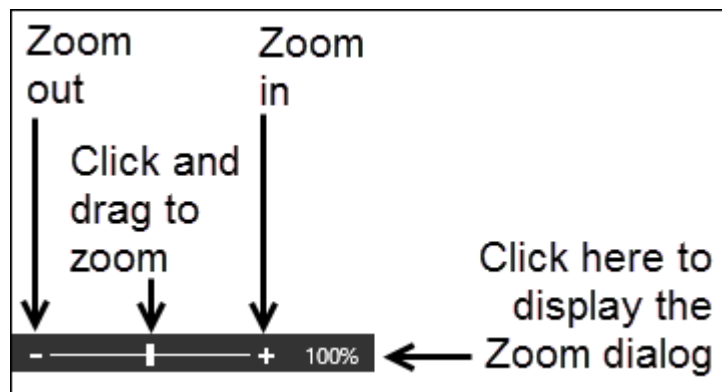 Zoom
out
Zoom
in
Click and
drag to
zoom
Click here to
display the
Zoom dialog
- + 100%